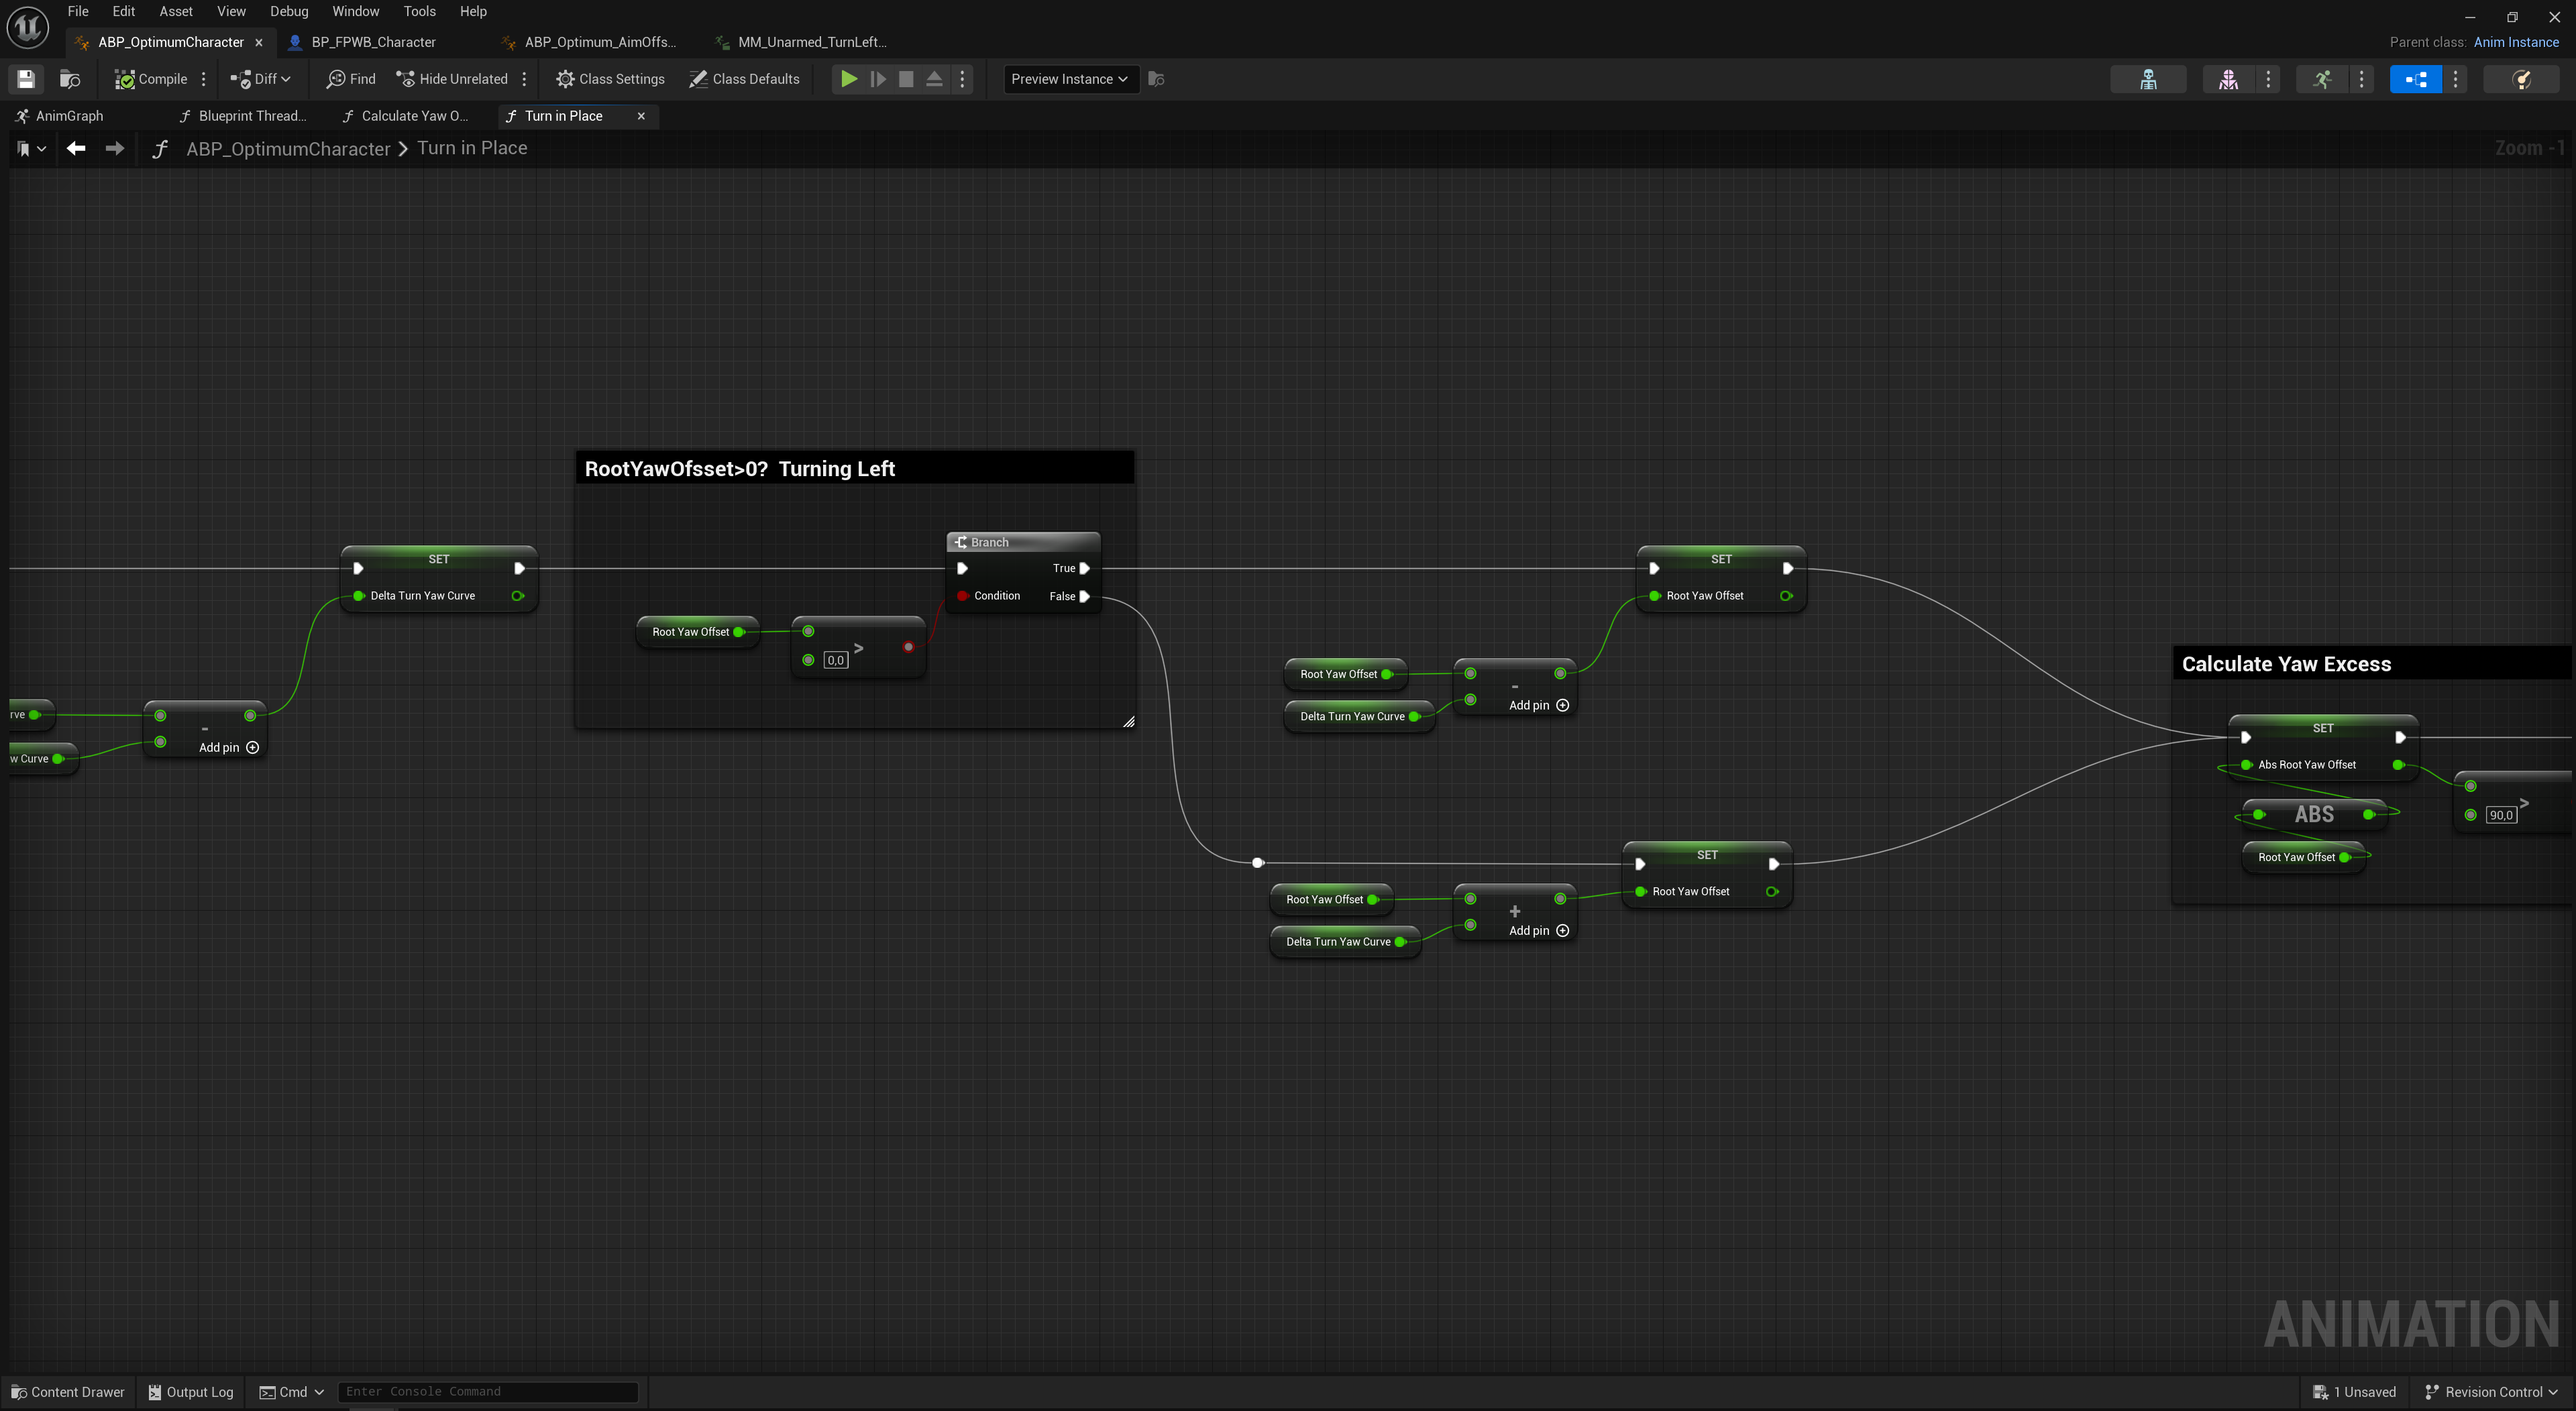 File Edit Asset View Debug Window Tools Help
ABP_OptimumCharacter BP_FPWB_Character ABP_Optimum_AimOffs... MM_Unarmed_TurnLeft...
Parent class: Anim Instance
Compile Diff Find Hide Unrelated Class Settings Class Defaults Preview Instance
AnimGraph Blueprint Thread... Calculate Yaw O... Turn in Place
ABP_OptimumCharacter > Turn in Place
Zoom -1
RootYawOfsset>0? Turning Left
SET
Delta Turn Yaw Curve
Branch
True
Condition False
Root Yaw Offset
>
0,0
rve
w Curve
-
Add pin
SET
Root Yaw Offset
Root Yaw Offset
Delta Turn Yaw Curve
-
Add pin
SET
Root Yaw Offset
Root Yaw Offset
Delta Turn Yaw Curve
+
Add pin
Calculate Yaw Excess
SET
Abs Root Yaw Offset
ABS
Root Yaw Offset
>
90,0
ANIMATION
Content Drawer Output Log Cmd Enter Console Command 1 Unsaved Revision Control